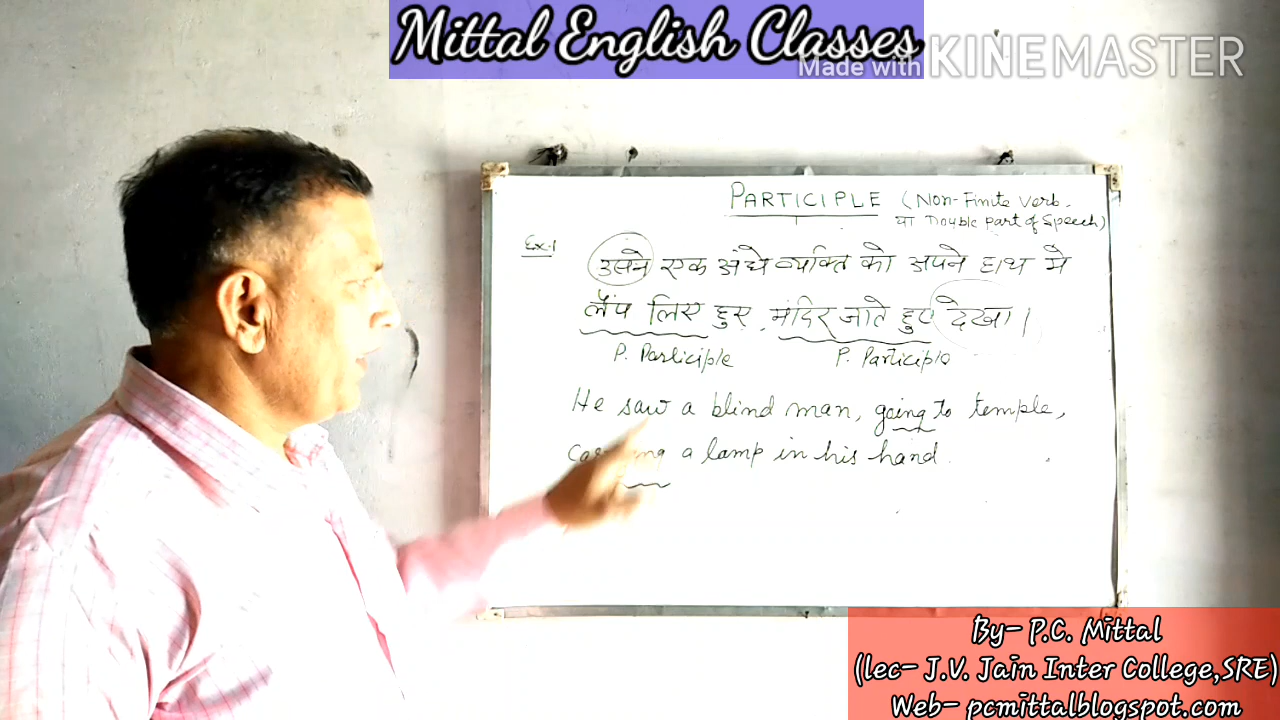 Mittal English Classes
Made with KINEMASTER
PARTICIPLE (Non-Finite Verb
या Double Part of Speech)
Ex-1
उसने एक अंधे व्यक्ति को अपने हाथ मे
लैंप लिए हुए मंदिर जाते हुए देखा।
P. Participle P. Participle
He saw a blind man, going to temple,
a lamp in his hand.
By- P.C. Mittal
(lec- J.V. Jain Inter College,SRE)
Web- pcmittalblogspot.com